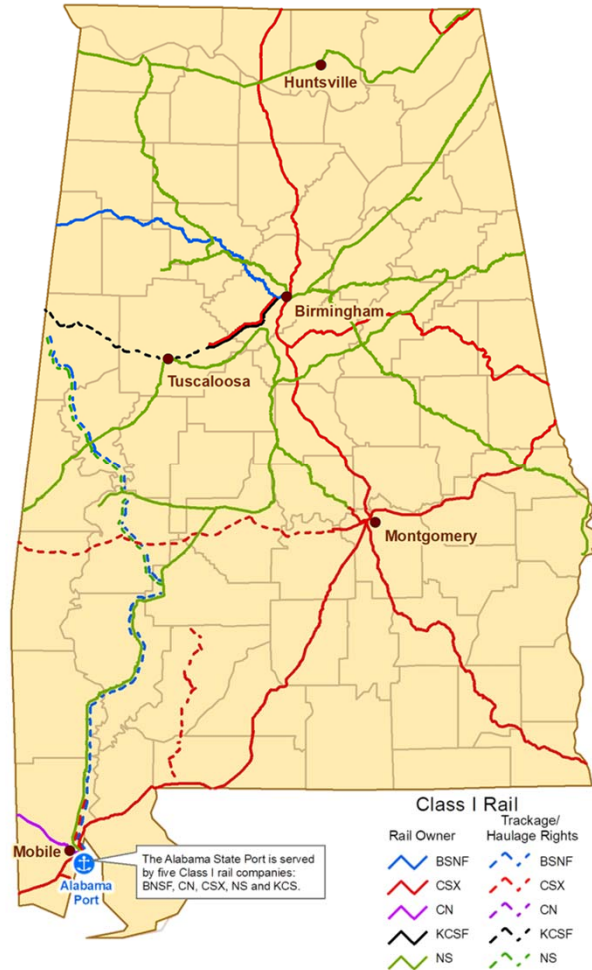 Huntsville
Birmingham
Tuscaloosa
Montgomery
Mobile
Alabama
Port
The Alabama State Port is served
by five Class I rail companies:
BNSF, CN, CSX, NS and KCS.
Class I Rail
Rail Owner
Trackage/
Haulage Rights
BSNF
BSNF
CSX
CSX
CN
CN
KCSF
KCSF
NS
NS